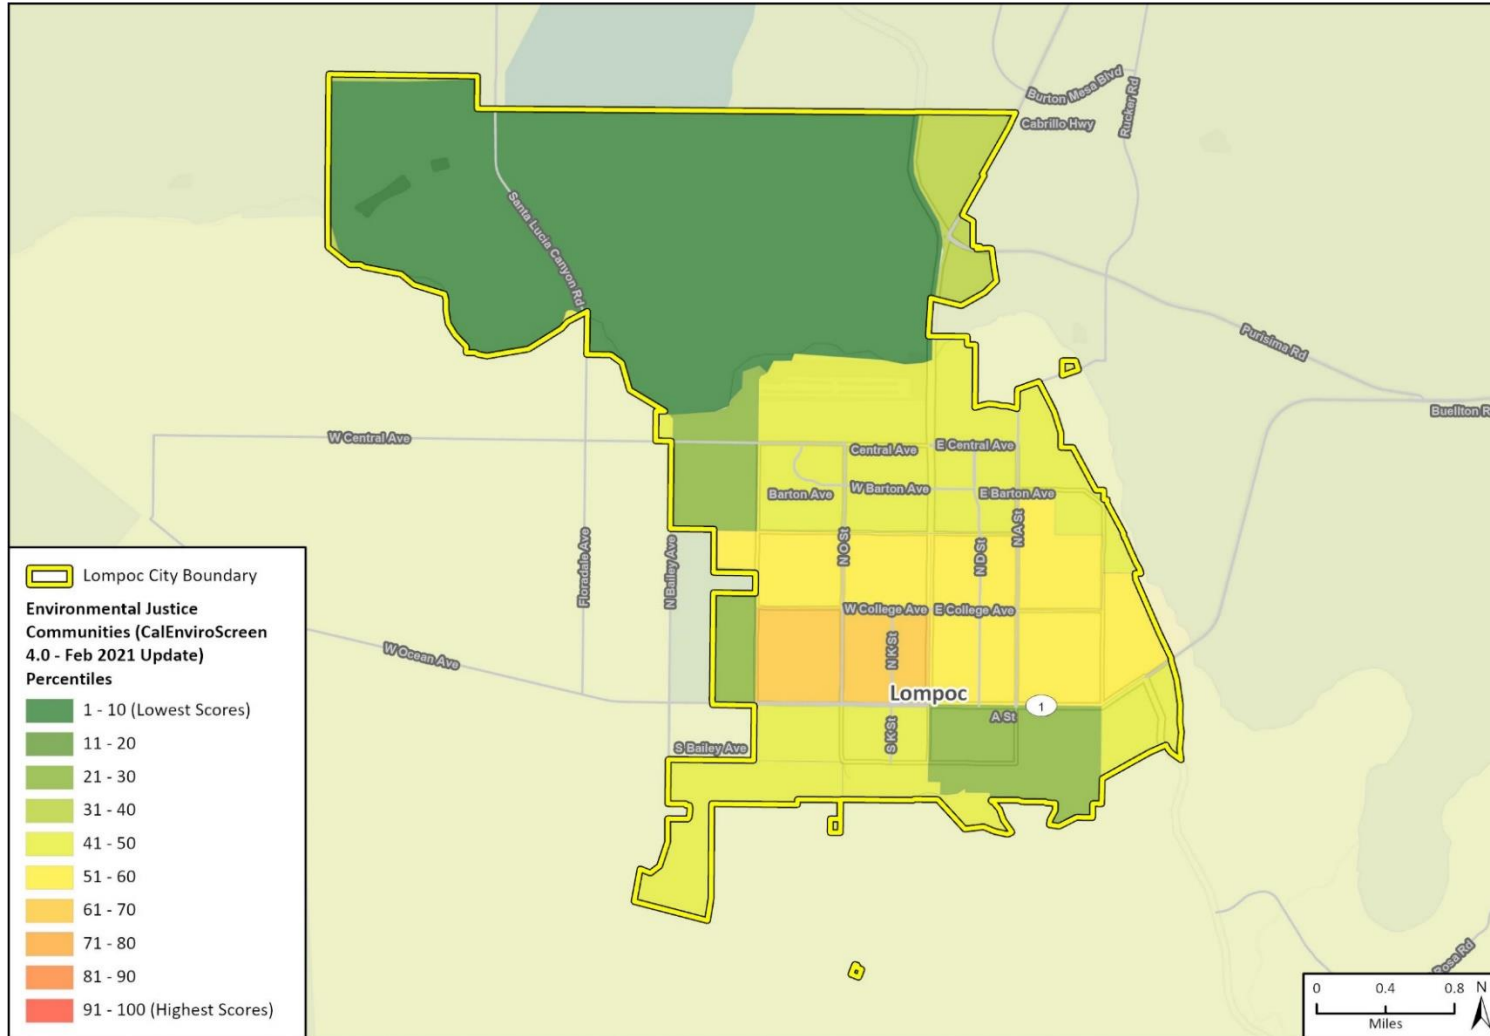 Burton Mesa Blvd
Cabrillo Hwy
Rucker Rd
Santa Lucia Canyon Rd
Purisima Rd
Buellton R
W Central Ave
Central Ave
E Central Ave
Barton Ave
W Barton Ave
E Barton Ave
Floradale Ave
N Bailey Ave
N O St
N D St
N A St
W College Ave
E College Ave
N K St
W Ocean Ave
Lompoc
A St
1
S Bailey Ave
S K St
Rosa Rd
Lompoc City Boundary
Environmental Justice
Communities (CalEnviroScreen
4.0 - Feb 2021 Update)
Percentiles
1 - 10 (Lowest Scores)
11 - 20
21 - 30
31 - 40
41 - 50
51 - 60
61 - 70
71 - 80
81 - 90
91 - 100 (Highest Scores)
0 0.4 0.8
Miles
N